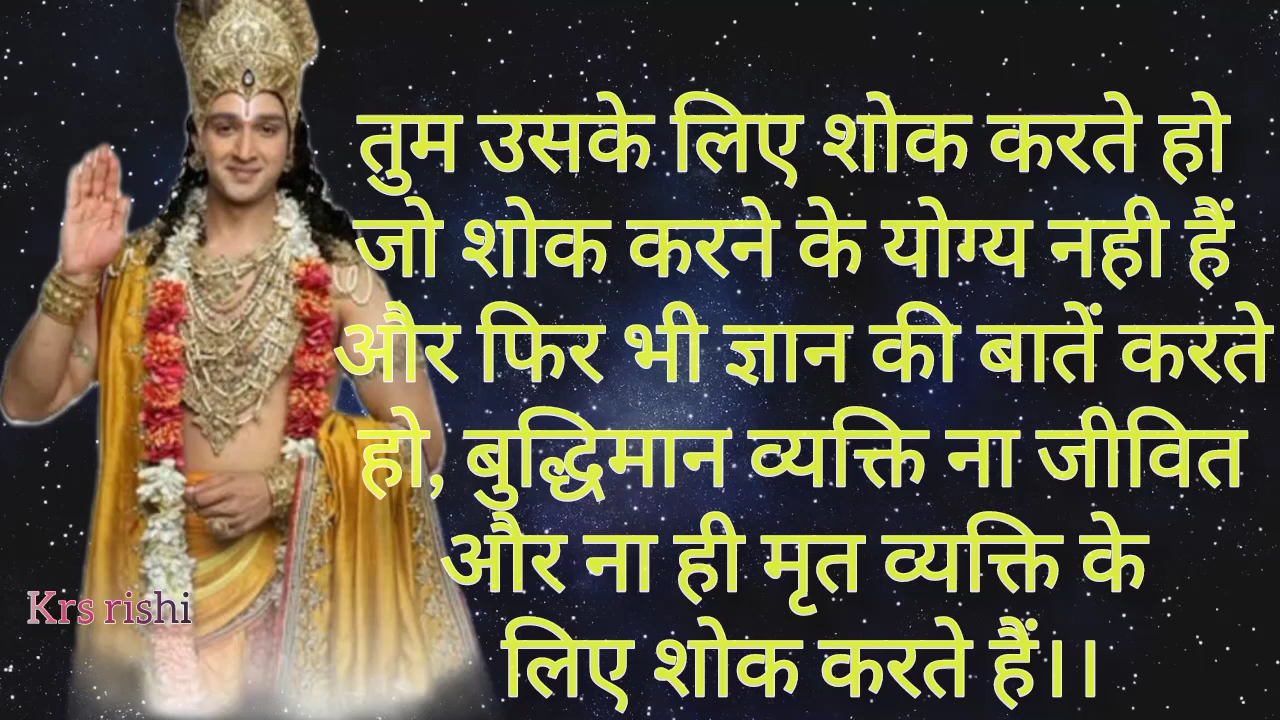 तुम उसके लिए शोक करते हो
जो शोक करने के योग्य नही हैं
और फिर भी ज्ञान की बातें करते
हो, बुद्धिमान व्यक्ति ना जीवित
और ना ही मृत व्यक्ति के
लिए शोक करते हैं।।
Krs rishi